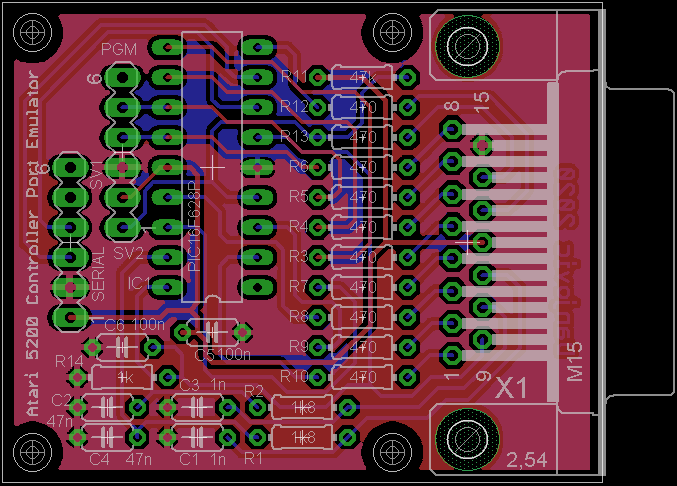 PGM
6
6
SV1
SERIAL
SV2
IC1
PIC16F628P
Atari 5200 Controller Port Emulator
R11 47k
R12 470
R13 470
R6 470
R5 470
R4 470
R3 470
R7 470
R8 470
R9 470
R10 470
C6 100n
C5 100n
R14 1k
C2 47n
C3 1n
R2 1k8
C4 47n
C1 1n
R1 1k8
8
15
1
9
X1
M15
2,54